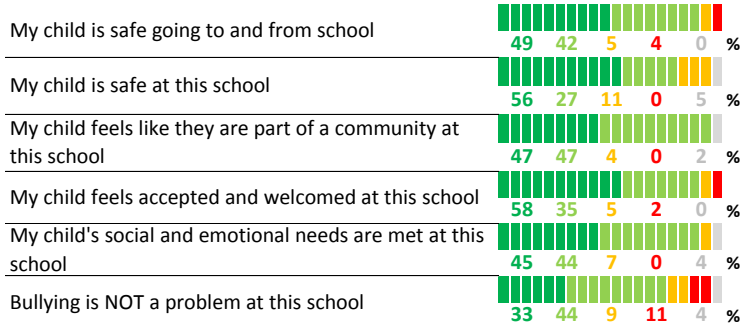 My child is safe going to and from school
49 42 5 4 0 %
My child is safe at this school
56 27 11 0 5 %
My child feels like they are part of a community at
this school
47 47 4 0 2 %
My child feels accepted and welcomed at this school
58 35 5 2 0 %
My child's social and emotional needs are met at this
school
45 44 7 0 4 %
Bullying is NOT a problem at this school
33 44 9 11 4 %